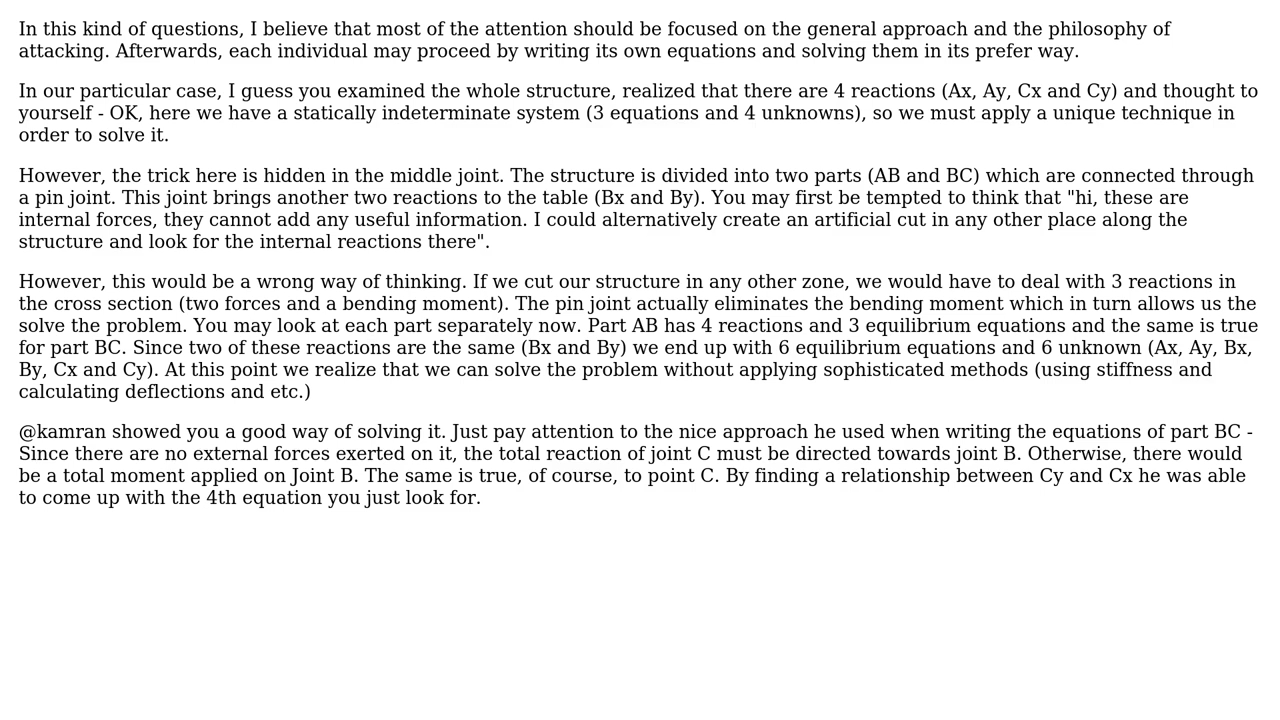 In this kind of questions, I believe that most of the attention should be focused on the general approach and the philosophy of
attacking. Afterwards, each individual may proceed by writing its own equations and solving them in its prefer way.
In our particular case, I guess you examined the whole structure, realized that there are 4 reactions (Ax, Ay, Cx and Cy) and thought to
yourself - OK, here we have a statically indeterminate system (3 equations and 4 unknowns), so we must apply a unique technique in
order to solve it.
However, the trick here is hidden in the middle joint. The structure is divided into two parts (AB and BC) which are connected through
a pin joint. This joint brings another two reactions to the table (Bx and By). You may first be tempted to think that "hi, these are
internal forces, they cannot add any useful information. I could alternatively create an artificial cut in any other place along the
structure and look for the internal reactions there".
However, this would be a wrong way of thinking. If we cut our structure in any other zone, we would have to deal with 3 reactions in
the cross section (two forces and a bending moment). The pin joint actually eliminates the bending moment which in turn allows us the
solve the problem. You may look at each part separately now. Part AB has 4 reactions and 3 equilibrium equations and the same is true
for part BC. Since two of these reactions are the same (Bx and By) we end up with 6 equilibrium equations and 6 unknown (Ax, Ay, Bx,
By, Cx and Cy). At this point we realize that we can solve the problem without applying sophisticated methods (using stiffness and
calculating deflections and etc.)
@kamran showed you a good way of solving it. Just pay attention to the nice approach he used when writing the equations of part BC -
Since there are no external forces exerted on it, the total reaction of joint C must be directed towards joint B. Otherwise, there would
be a total moment applied on Joint B. The same is true, of course, to point C. By finding a relationship between Cy and Cx he was able
to come up with the 4th equation you just look for.